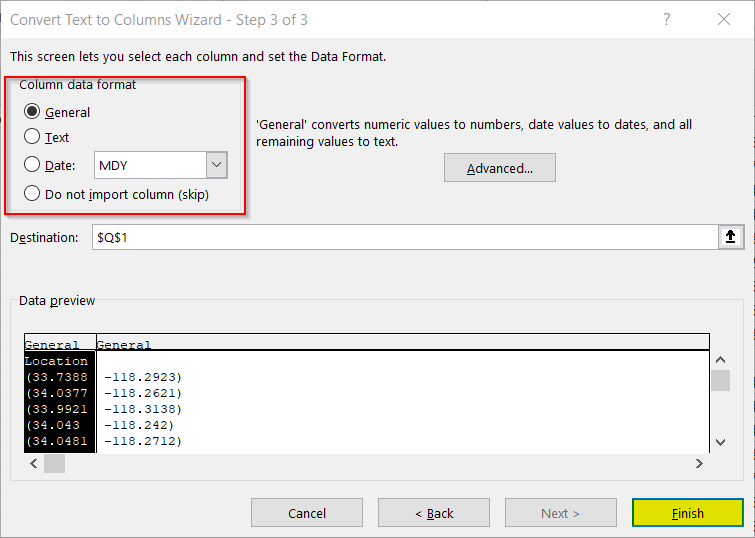 Convert Text to Columns Wizard - Step 3 of 3
?
This screen lets you select each column and set the Data Format.
Column data format
General
Text
Date: MDY
Do not import column (skip)
'General' converts numeric values to numbers, date values to dates, and all
remaining values to text.
Advanced...
Destination: $Q$1
Data preview
General General
Location
(33.7388 -118.2923)
(34.0377 -118.2621)
(33.9921 -118.3138)
(34.043 -118.242)
(34.0481 -118.2712)
Cancel < Back Next > Finish